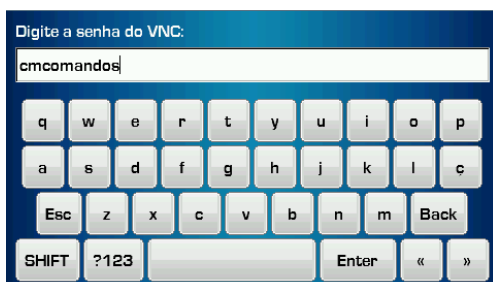 Digite a senha do VNC:
cmcomandos
q w e r t y u i o p
a s d f g h j k l ç
Esc z x c v b n m Back
SHIFT ?123 Enter « »